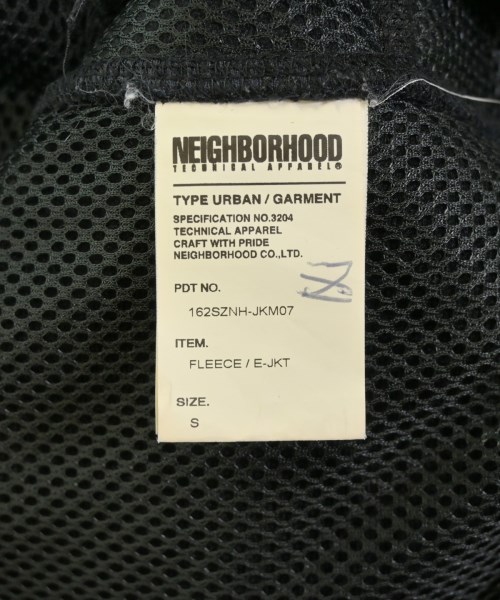 NEIGHBORHOOD
TECHNICAL APPAREL®
TYPE URBAN / GARMENT
SPECIFICATION NO.3204
TECHNICAL APPAREL
CRAFT WITH PRIDE
NEIGHBORHOOD CO.,LTD.
PDT NO.
162SZNH-JKM07
ITEM.
FLEECE / E-JKT
SIZE.
S